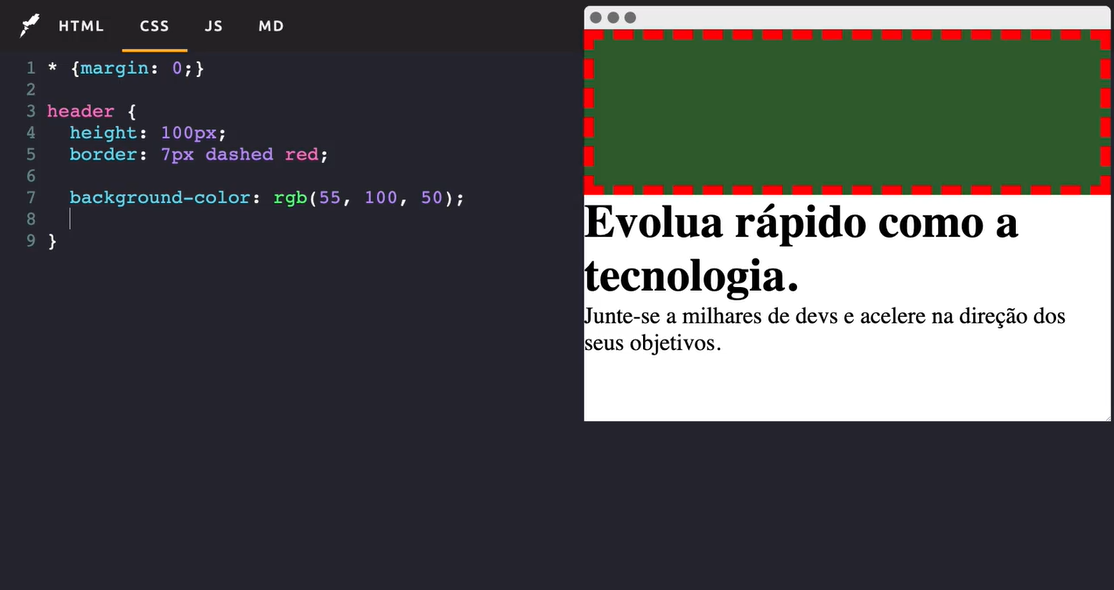 HTML CSS JS MD
1 * {margin: 0;}
2
3 header {
4   height: 100px;
5   border: 7px dashed red;
6
7   background-color: rgb(55, 100, 50);
8
9 }
Evolua rápido como a
tecnologia.
Junte-se a milhares de devs e acelere na direção dos
seus objetivos.